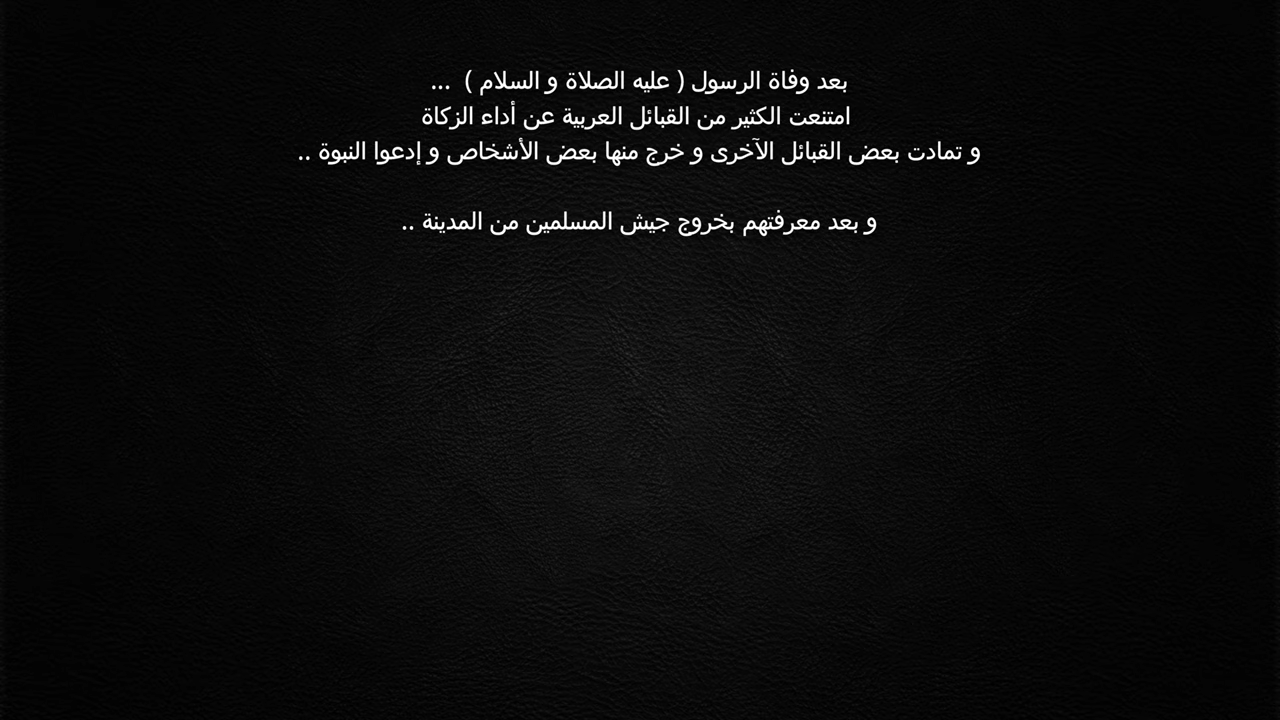 بعد وفاة الرسول ( عليه الصلاة و السلام ) ...
امتنعت الكثير من القبائل العربية عن أداء الزكاة
و تمادت بعض القبائل الآخرى و خرج منها بعض الأشخاص و إدعوا النبوة ..
و بعد معرفتهم بخروج جيش المسلمين من المدينة ..